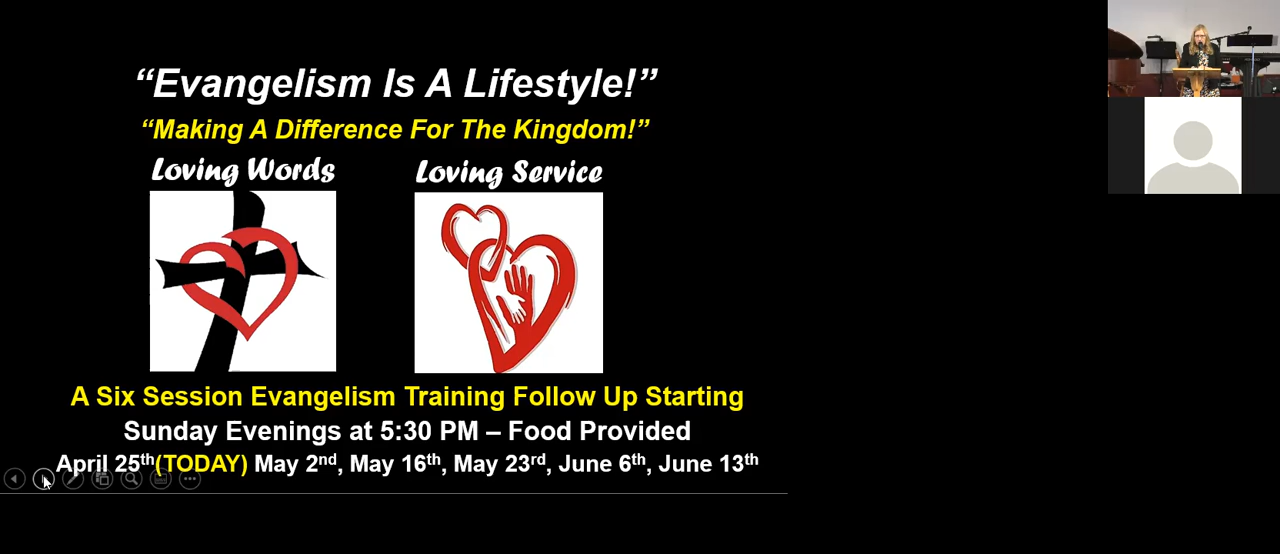 “Evangelism Is A Lifestyle!”
“Making A Difference For The Kingdom!”
Loving Words
Loving Service
A Six Session Evangelism Training Follow Up Starting
Sunday Evenings at 5:30 PM – Food Provided
April 25th(TODAY) May 2nd, May 16th, May 23rd, June 6th, June 13th